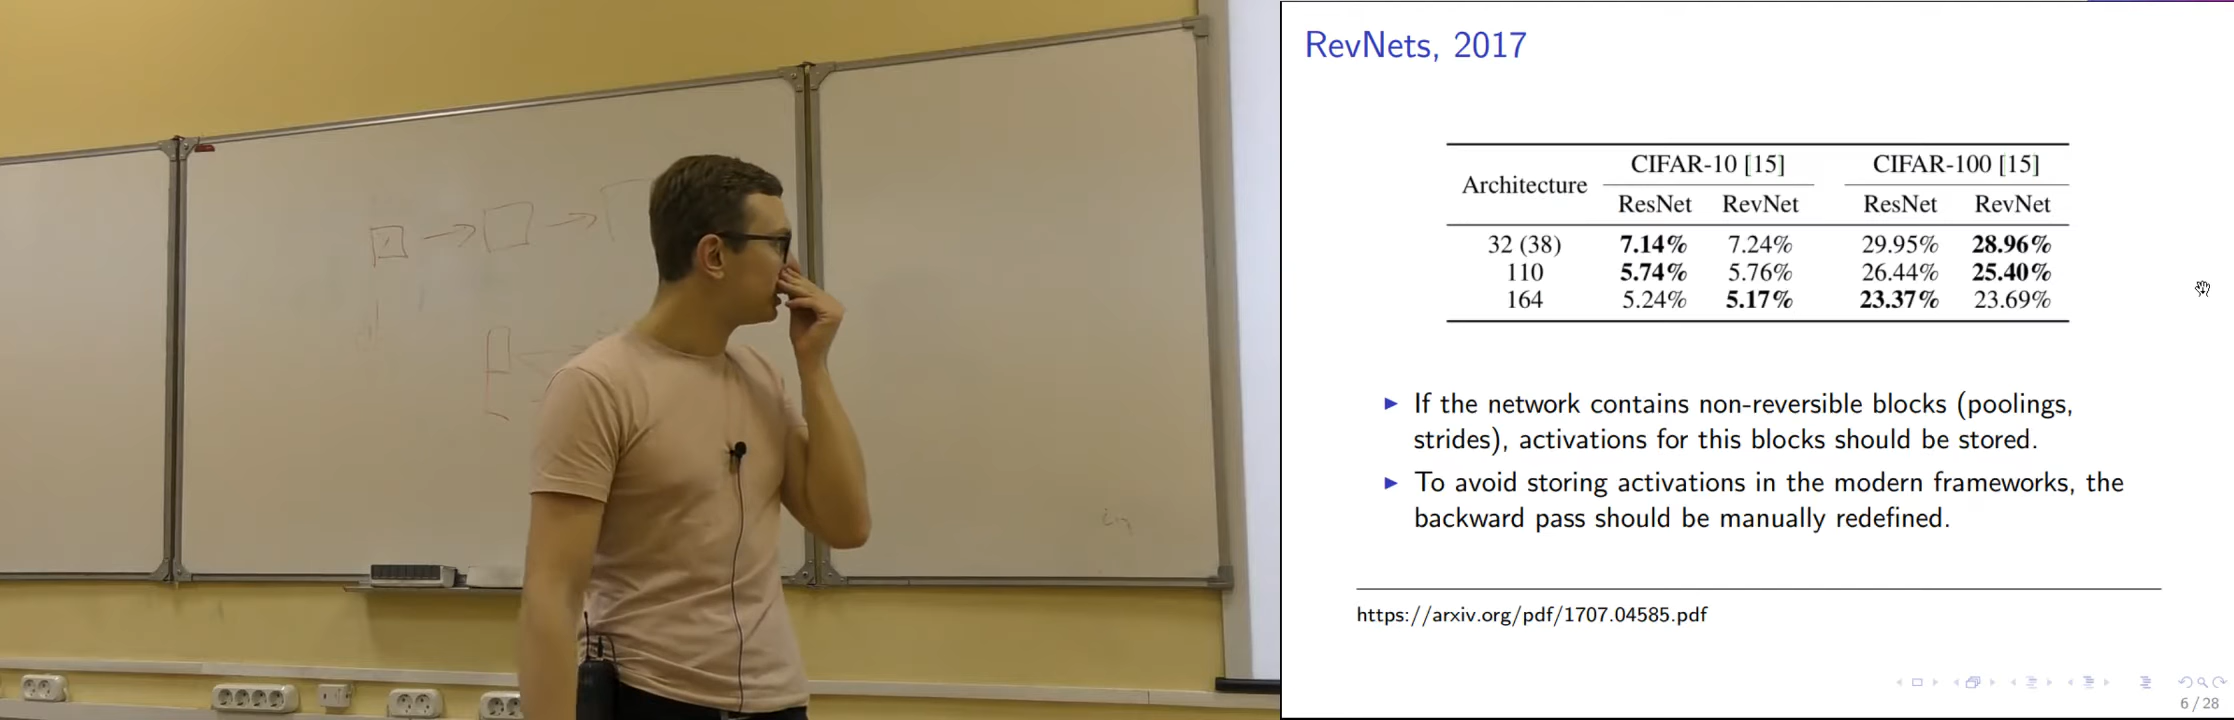 RevNets, 2017
Architecture CIFAR-10 [15] CIFAR-100 [15]
ResNet RevNet ResNet RevNet
32 (38) 7.14% 7.24% 29.95% 28.96%
110 5.74% 5.76% 26.44% 25.40%
164 5.24% 5.17% 23.37% 23.69%
If the network contains non-reversible blocks (poolings,
strides), activations for this blocks should be stored.
To avoid storing activations in the modern frameworks, the
backward pass should be manually redefined.
https://arxiv.org/pdf/1707.04585.pdf
6 / 28